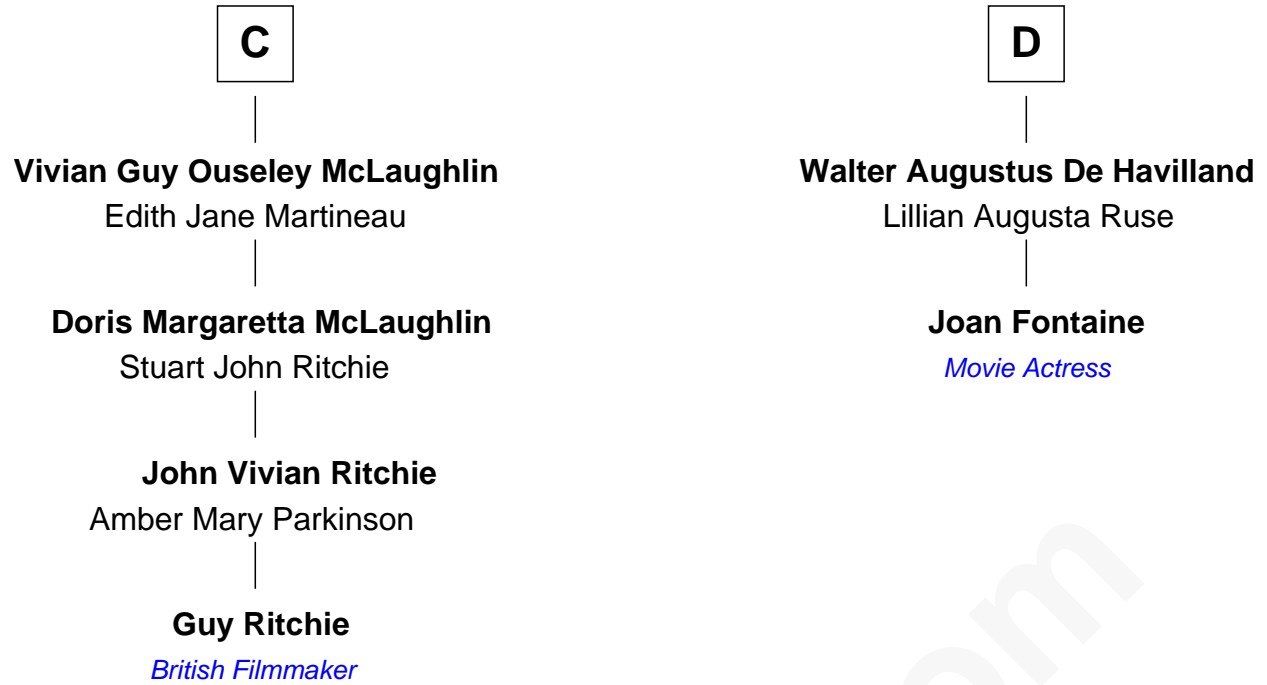 C
Vivian Guy Ouseley McLaughlin
Edith Jane Martineau
Doris Margaretta McLaughlin
Stuart John Ritchie
John Vivian Ritchie
Amber Mary Parkinson
Guy Ritchie
British Filmmaker
D
Walter Augustus De Havilland
Lillian Augusta Ruse
Joan Fontaine
Movie Actress
om